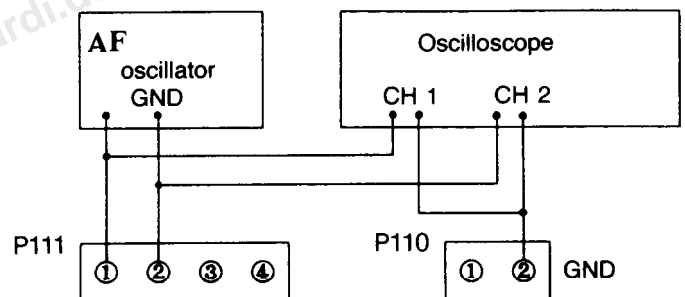 AF
oscillator
GND
Oscilloscope
CH 1
CH 2
P111
① ② ③ ④
P110
① ②
GND